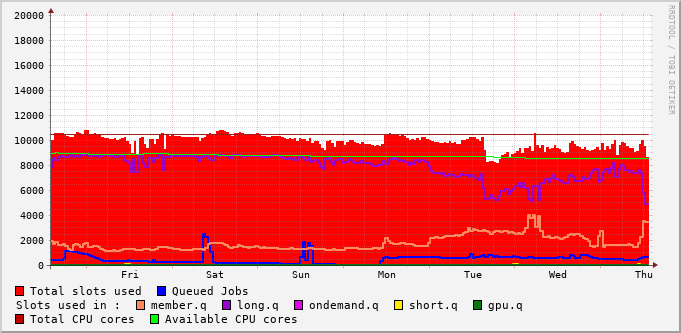 RRDTOOL / TOBI OETIKER
20000
18000
16000
14000
12000
10000
8000
6000
4000
2000
0
Fri Sat Sun Mon Tue Wed Thu
Total slots used Queued Jobs
Slots used in : member.q long.q ondemand.q short.q gpu.q
Total CPU cores Available CPU cores